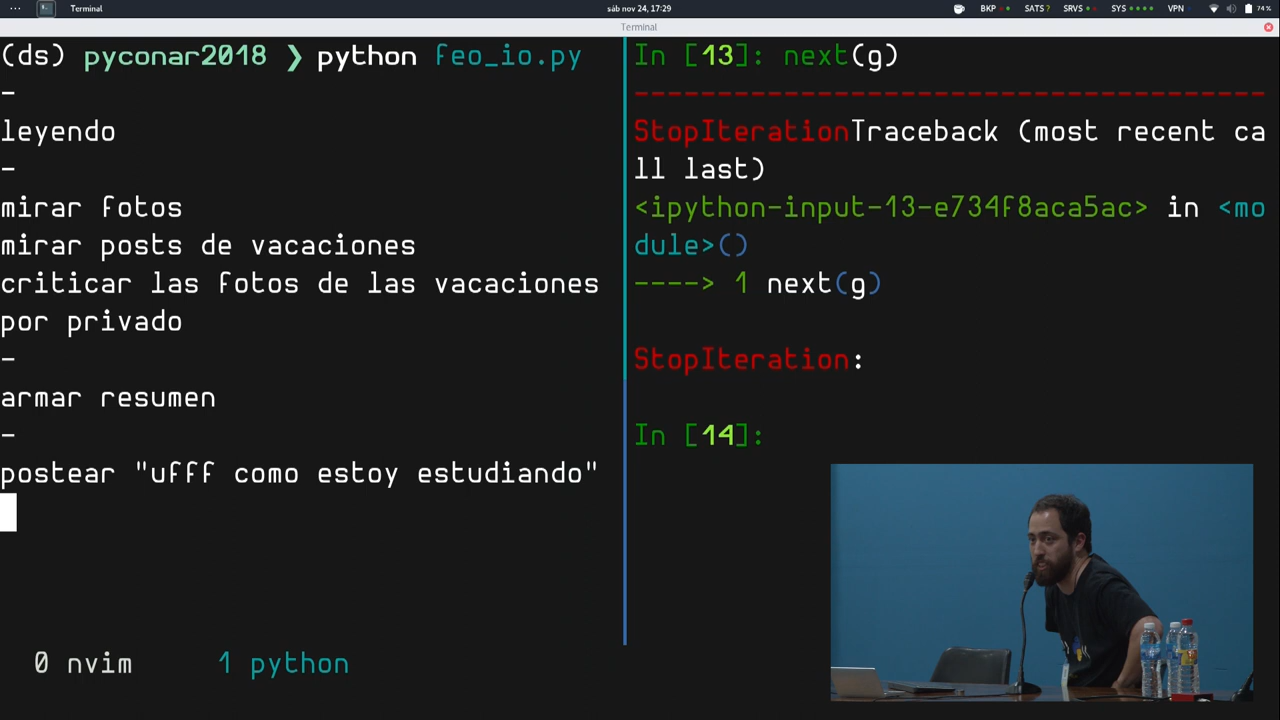 Terminal
sáb nov 24, 17:29
BKP
SATS ?
SRVS
SYS
VPN
74 %
Terminal
(ds) pyconar2018 ❯ python feo_io.py
-
leyendo
-
mirar fotos
mirar posts de vacaciones
criticar las fotos de las vacaciones
por privado
-
armar resumen
-
postear "ufff como estoy estudiando"
In [13]: next(g)
---------------------------------------
StopIterationTraceback (most recent ca
ll last)
<ipython-input-13-e734f8aca5ac> in <mo
dule>()
----> 1 next(g)
StopIteration:
In [14]:
0 nvim 1 python